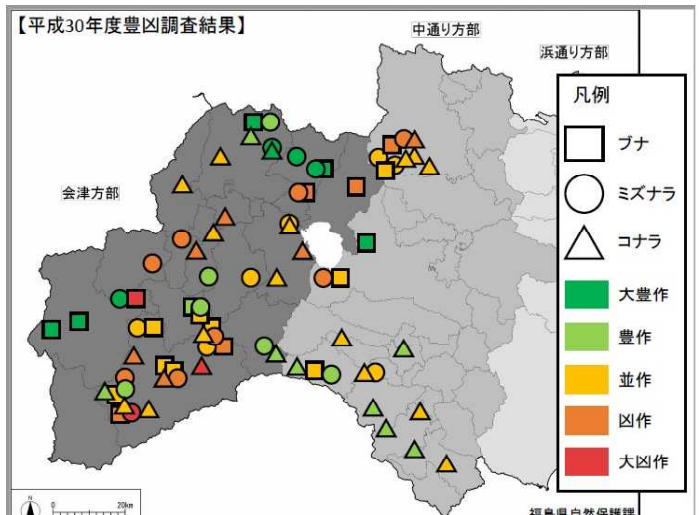 【平成30年度豊凶調査結果】
中通り方部
浜通り方部
会津方部
凡例
ブナ
ミズナラ
コナラ
大豊作
豊作
並作
凶作
大凶作
N
0 20km
福島県自然保護課